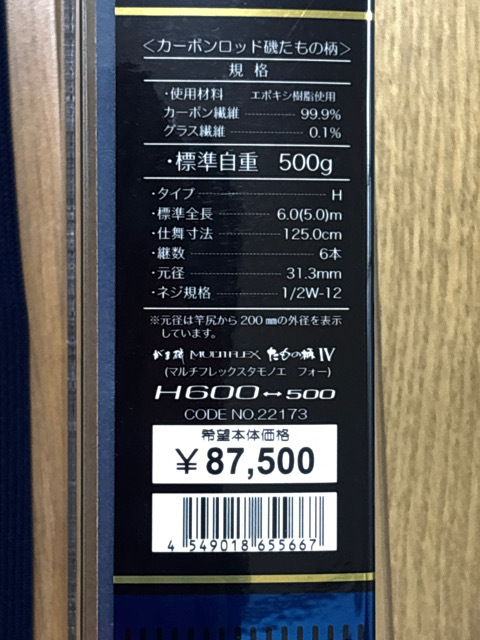 <カーボンロッド磯たもの柄>
規格
・使用材料 エポキシ樹脂使用
カーボン繊維 99.9%
グラス繊維 0.1%
・標準自重 500g
・タイプ H
・標準全長 6.0(5.0)m
・仕舞寸法 125.0cm
・継数 6本
・元径 31.3mm
・ネジ規格 1/2W-12
※元径は竿尻から200㎜の外径を表示
しています。
がま磯 MULTIFLEX たもの柄 IV
(マルチフレックスタモノエ フォー)
H600↔500
CODE NO.22173
希望本体価格
¥87,500
4 549018 655667